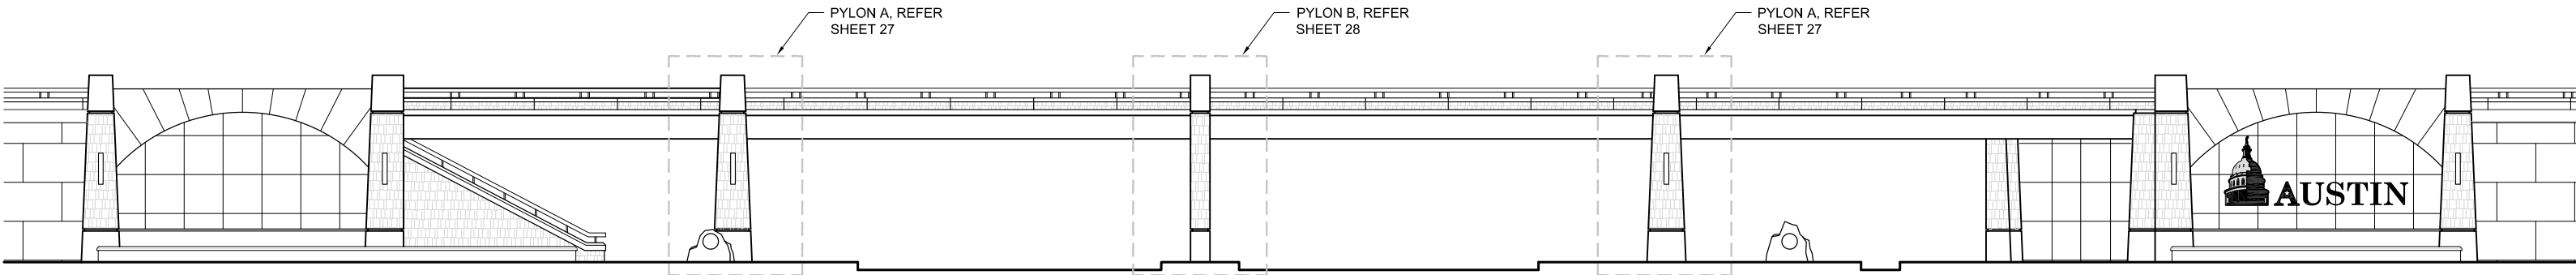 PYLON A, REFER
SHEET 27
PYLON B, REFER
SHEET 28
PYLON A, REFER
SHEET 27
AUSTIN